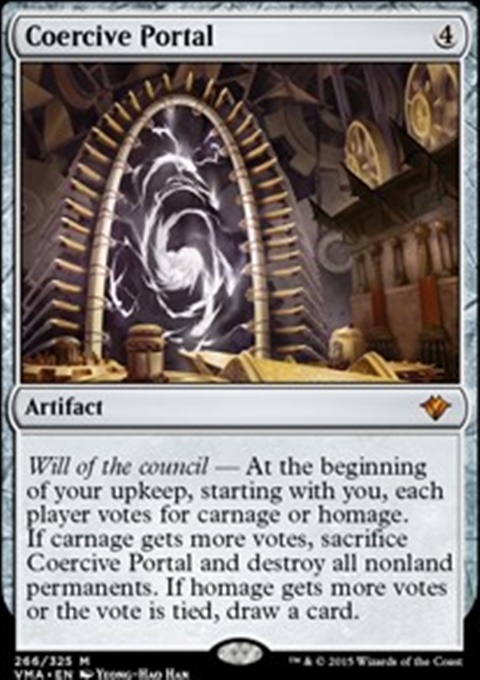 Coercive Portal 4
Artifact
Will of the council — At the beginning
of your upkeep, starting with you, each
player votes for carnage or homage.
If carnage gets more votes, sacrifice
Coercive Portal and destroy all nonland
permanents. If homage gets more votes
or the vote is tied, draw a card.
266/325 M
VMA • EN Yeong-Hao Han
™ & © 2015 Wizards of the Coast